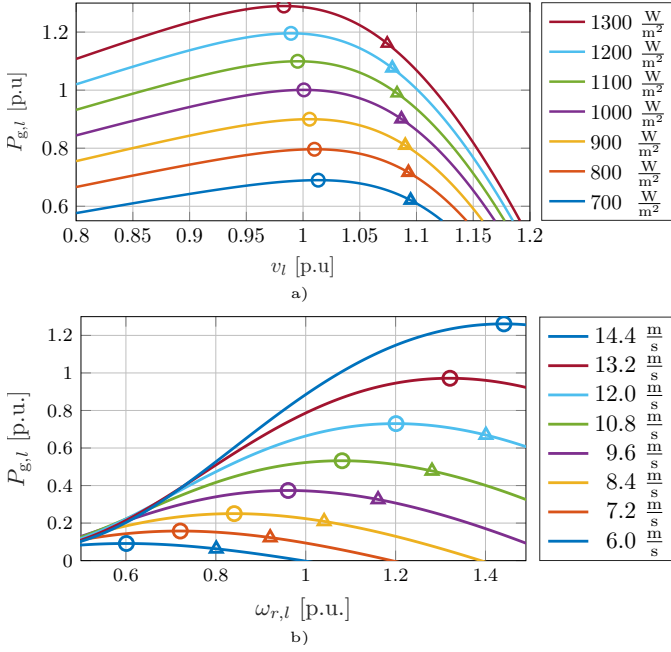 P_{g,l} [p.u]
1.2
1
0.8
0.6
0.8 0.85 0.9 0.95 1 1.05 1.1 1.15 1.2
v_l [p.u]
a)
1300 W/m²
1200 W/m²
1100 W/m²
1000 W/m²
900 W/m²
800 W/m²
700 W/m²
P_{g,l} [p.u.]
1.2
1
0.8
0.6
0.4
0.2
0
0.6 0.8 1 1.2 1.4
ω_{r,l} [p.u.]
b)
14.4 m/s
13.2 m/s
12.0 m/s
10.8 m/s
9.6 m/s
8.4 m/s
7.2 m/s
6.0 m/s